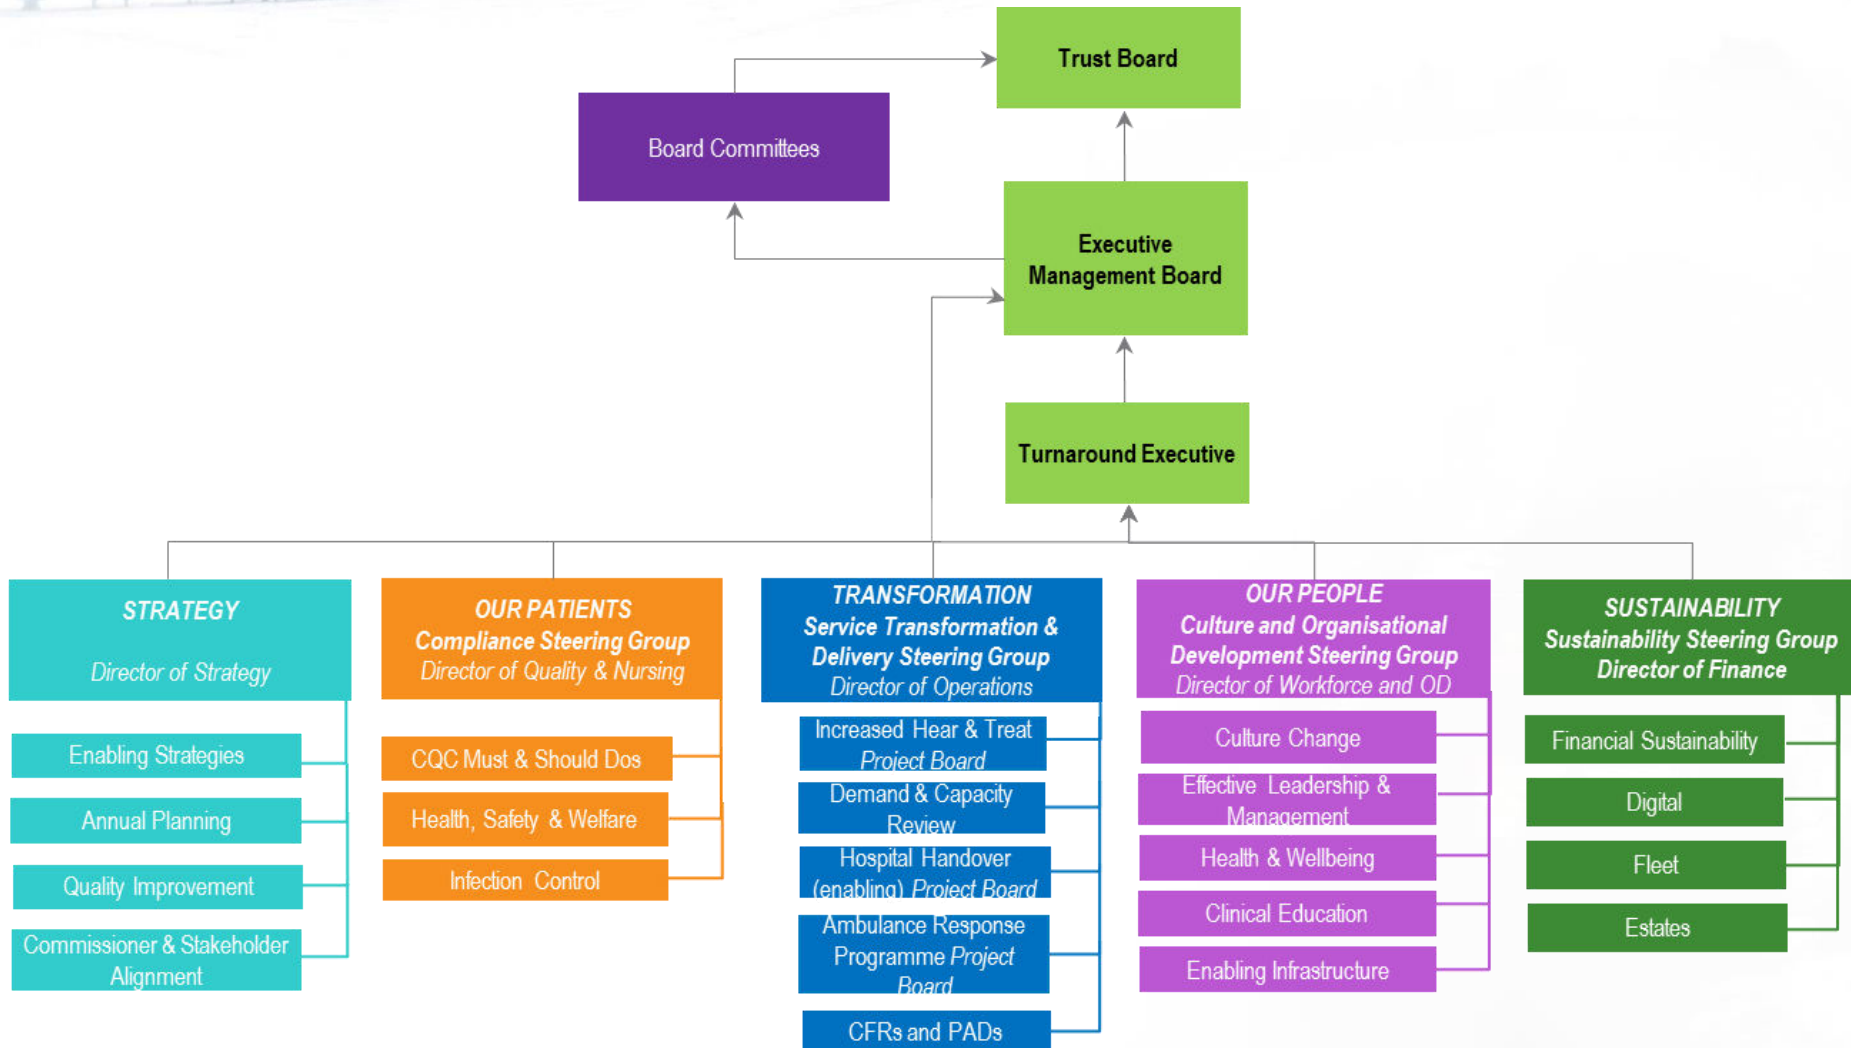 Trust Board
Board Committees
Executive
Management Board
Turnaround Executive
STRATEGY
Director of Strategy
Enabling Strategies
Annual Planning
Quality Improvement
Commissioner & Stakeholder
Alignment
OUR PATIENTS
Compliance Steering Group
Director of Quality & Nursing
CQC Must & Should Dos
Health, Safety & Welfare
Infection Control
TRANSFORMATION
Service Transformation &
Delivery Steering Group
Director of Operations
Increased Hear & Treat
Project Board
Demand & Capacity
Review
Hospital Handover
(enabling) Project Board
Ambulance Response
Programme Project
Board
CFRs and PADs
OUR PEOPLE
Culture and Organisational
Development Steering Group
Director of Workforce and OD
Culture Change
Effective Leadership &
Management
Health & Wellbeing
Clinical Education
Enabling Infrastructure
SUSTAINABILITY
Sustainability Steering Group
Director of Finance
Financial Sustainability
Digital
Fleet
Estates